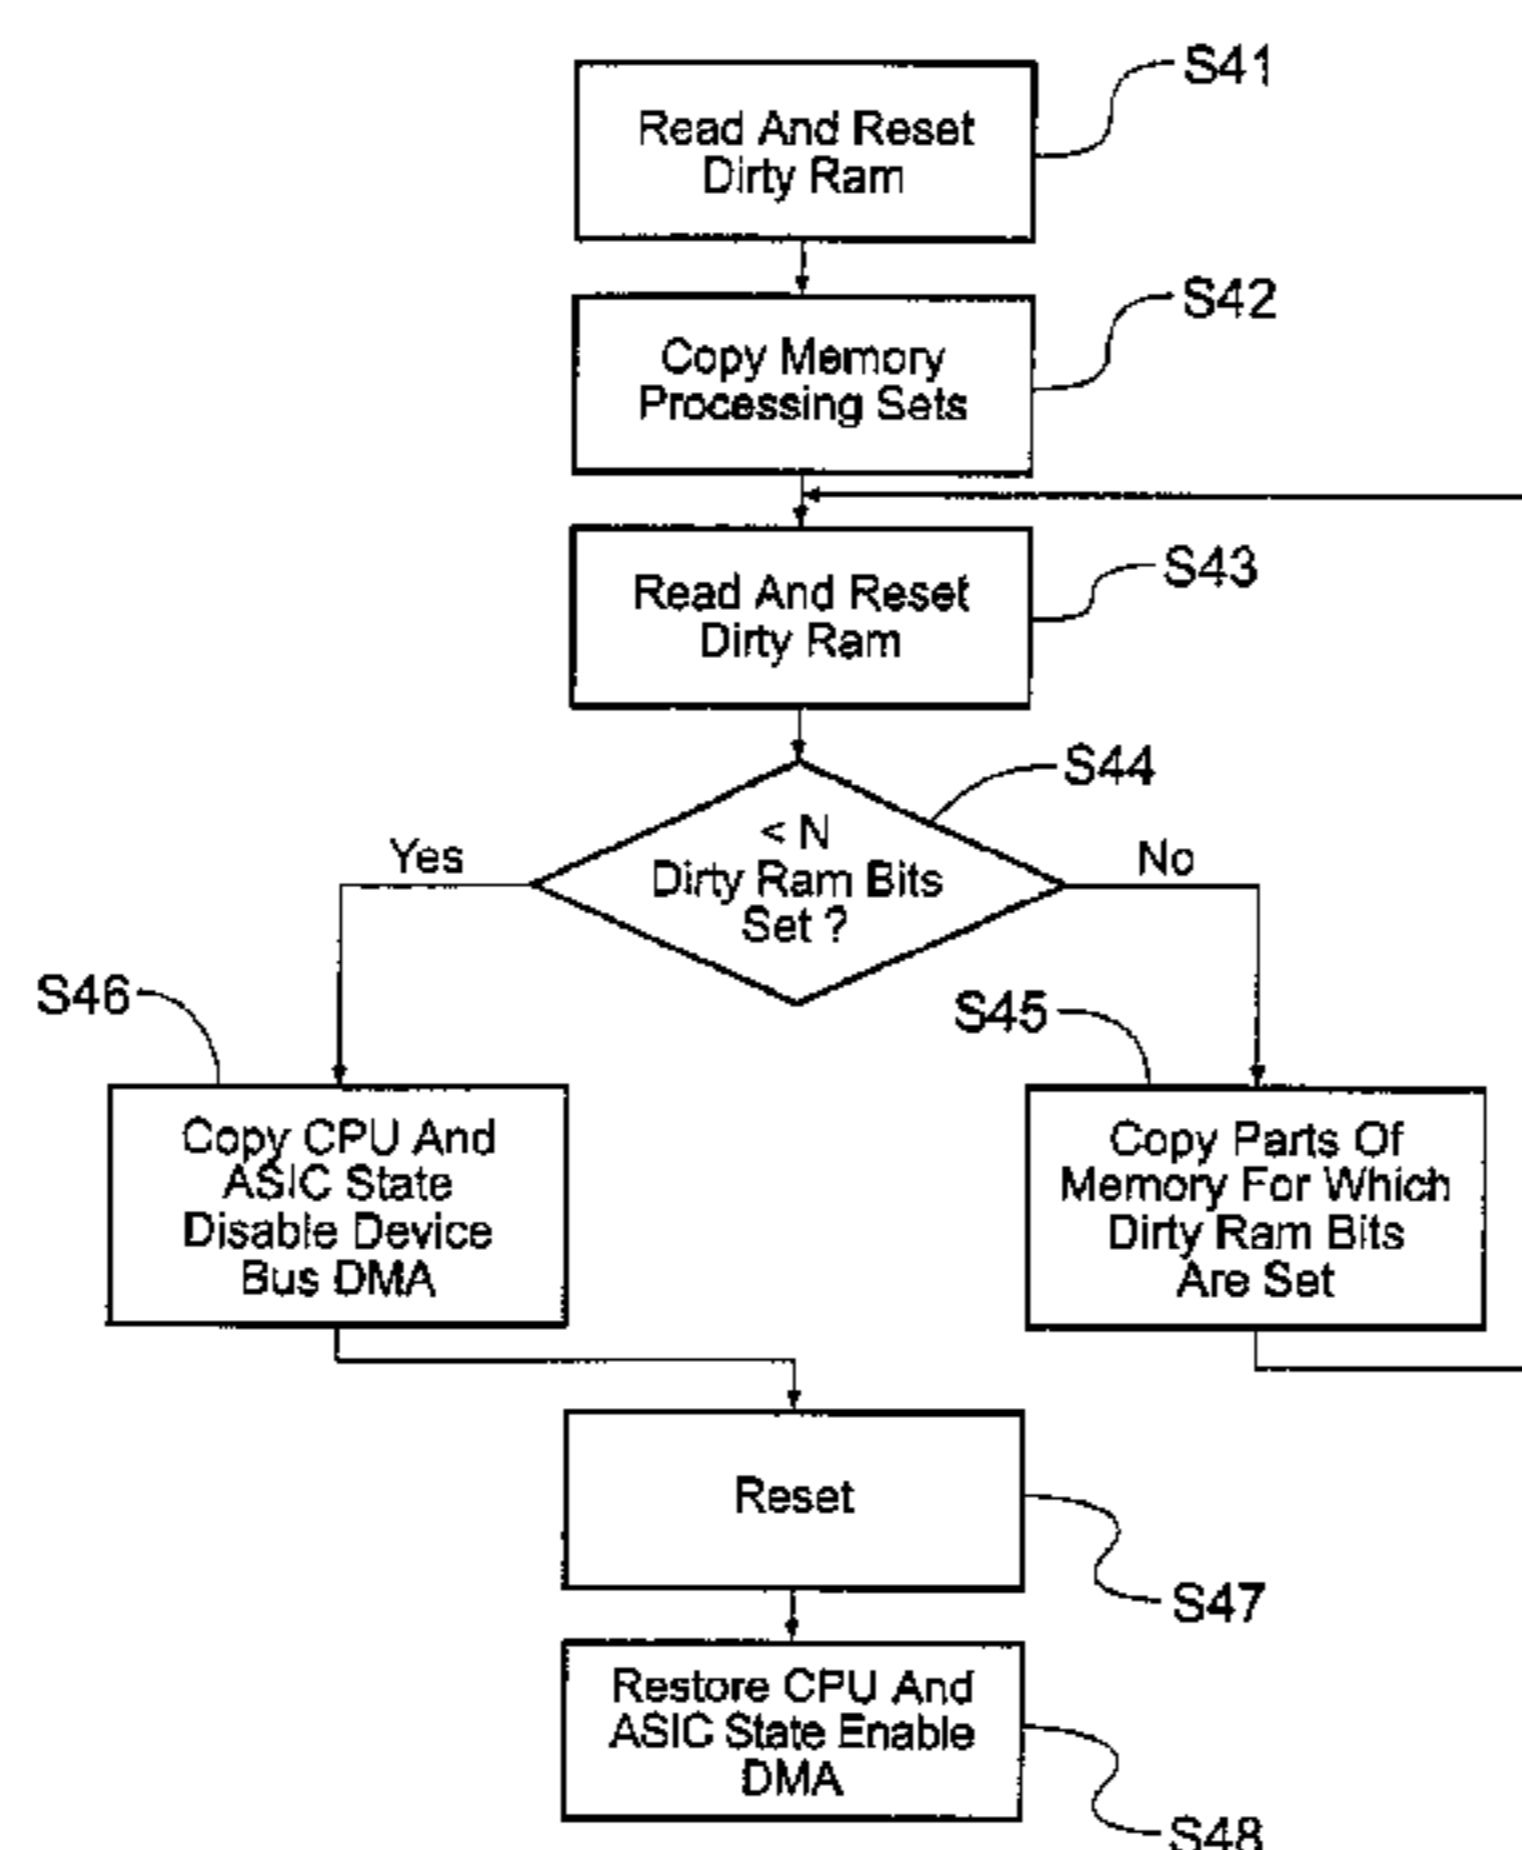 S41
Read And Reset
Dirty Ram
S42
Copy Memory
Processing Sets
S43
Read And Reset
Dirty Ram
S44
< N
Dirty Ram Bits
Set ?
Yes
No
S46
S45
Copy CPU And
ASIC State
Disable Device
Bus DMA
Copy Parts Of
Memory For Which
Dirty Ram Bits
Are Set
Reset
S47
Restore CPU And
ASIC State Enable
DMA
S48